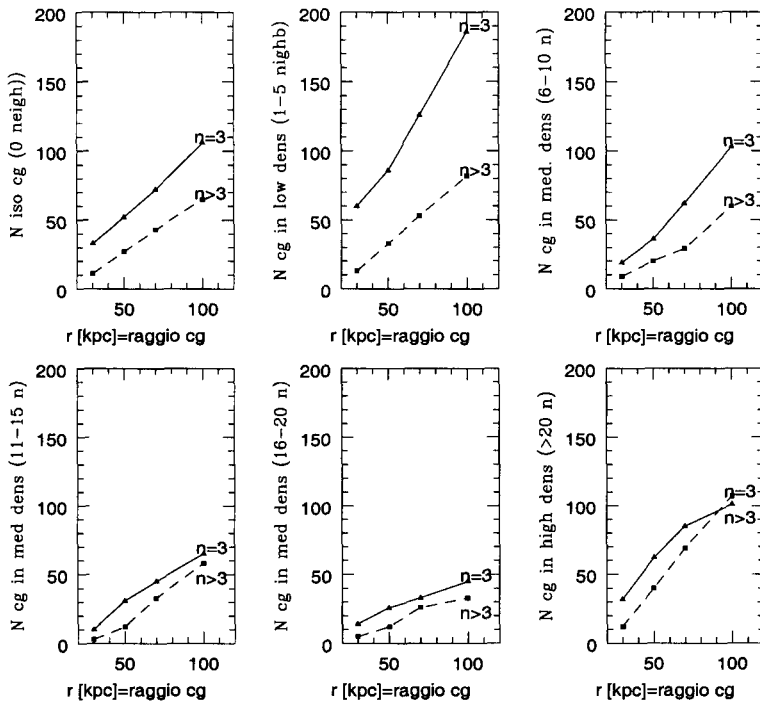 N iso cg (0 neigh))
200
150
100
50
0
n=3
n>3
50
100
r [kpc]=raggio cg
N cg in low dens (1-5 nighb)
200
150
100
50
0
n=3
n>3
50
100
r [kpc]=raggio cg
N cg in med. dens (6-10 n)
200
150
100
50
0
n=3
n>3
50
100
r [kpc]=raggio cg
N cg in med dens (11-15 n)
200
150
100
50
0
n=3
n>3
50
100
r [kpc]=raggio cg
N cg in med dens (16-20 n)
200
150
100
50
0
n=3
n>3
50
100
r [kpc]=raggio cg
N cg in high dens (>20 n)
200
150
100
50
0
n=3
n>3
50
100
r [kpc]=raggio cg